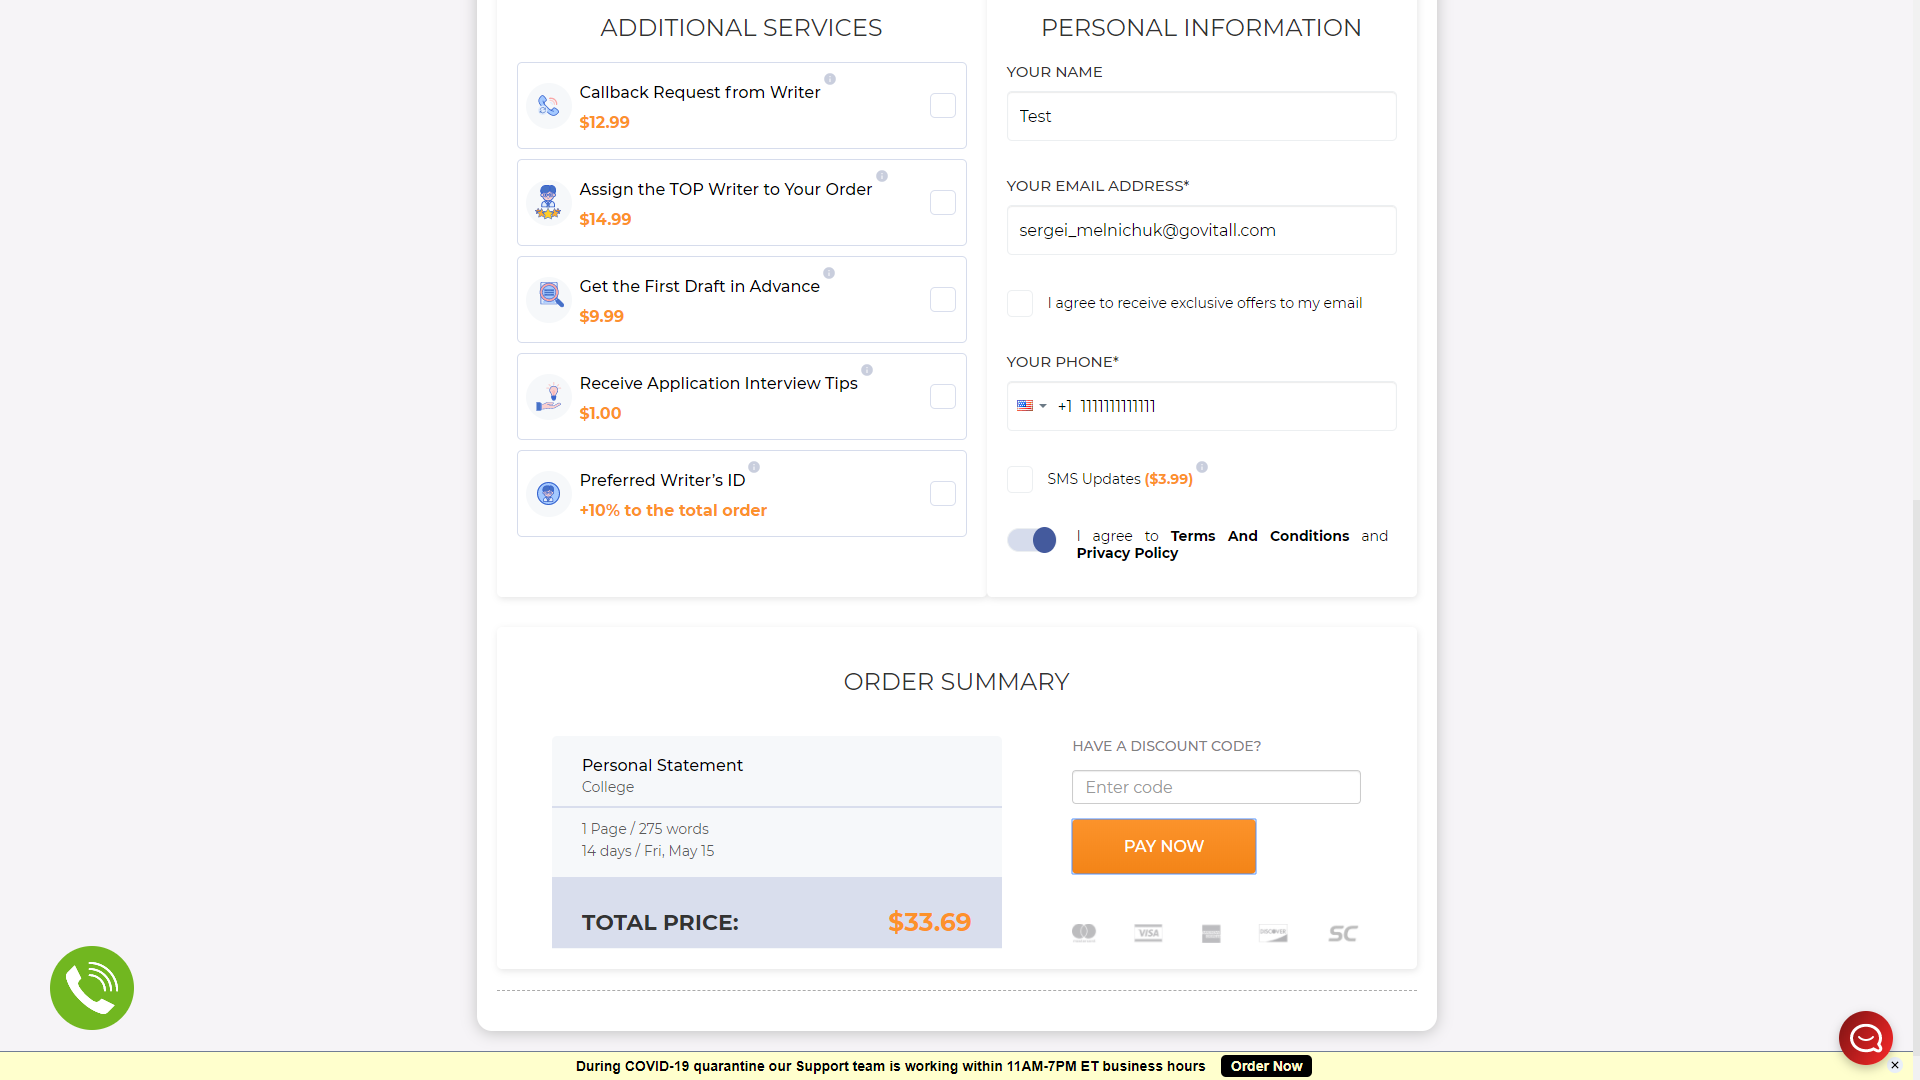 ADDITIONAL SERVICES
Callback Request from Writer
$12.99
Assign the TOP Writer to Your Order
$14.99
Get the First Draft in Advance
$9.99
Receive Application Interview Tips
$1.00
Preferred Writer's ID
+10% to the total order
PERSONAL INFORMATION
YOUR NAME
Test
YOUR EMAIL ADDRESS*
sergei_melnichuk@govitall.com
I agree to receive exclusive offers to my email
YOUR PHONE*
+1 1111111111111
SMS Updates ($3.99)
I agree to Terms And Conditions and
Privacy Policy
ORDER SUMMARY
Personal Statement
College
1 Page / 275 words
14 days / Fri, May 15
TOTAL PRICE: $33.69
HAVE A DISCOUNT CODE?
Enter code
PAY NOW
VISA
DISCOVER
SC
During COVID-19 quarantine our Support team is working within 11AM-7PM ET business hours Order Now